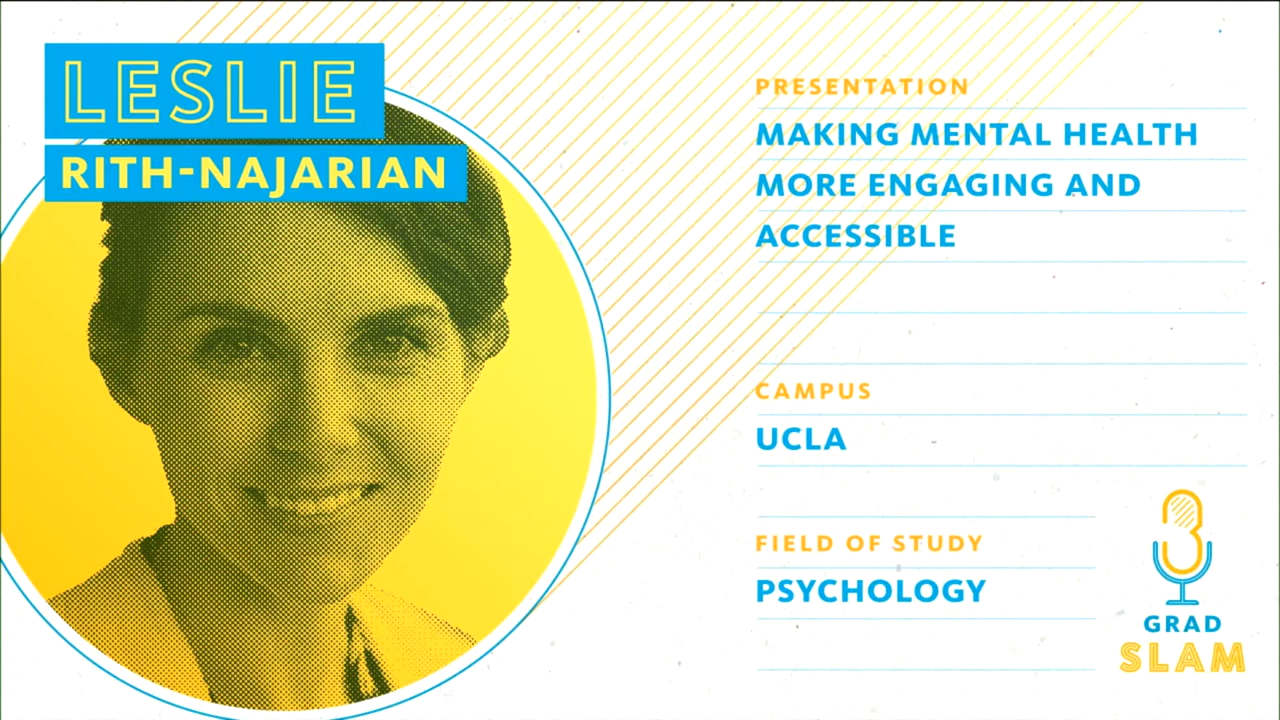 LESLIE
RITH-NAJARIAN
PRESENTATION
MAKING MENTAL HEALTH
MORE ENGAGING AND
ACCESSIBLE
CAMPUS
UCLA
FIELD OF STUDY
PSYCHOLOGY
GRAD
SLAM